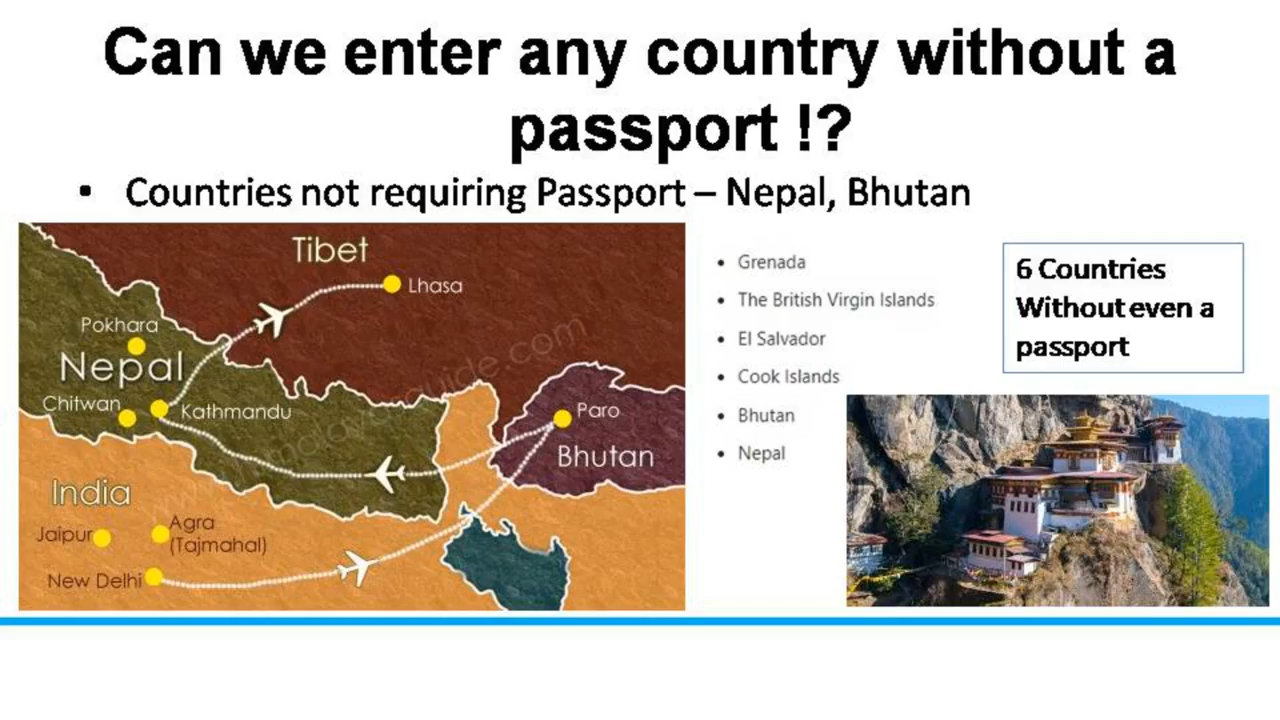 Can we enter any country without a
passport !?
• Countries not requiring Passport – Nepal, Bhutan
Tibet
Lhasa
Pokhara
Nepal
Chitwan
Kathmandu
Paro
Bhutan
India
Jaipur
Agra
(Tajmahal)
New Delhi
• Grenada
• The British Virgin Islands
• El Salvador
• Cook Islands
• Bhutan
• Nepal
6 Countries
Without even a
passport